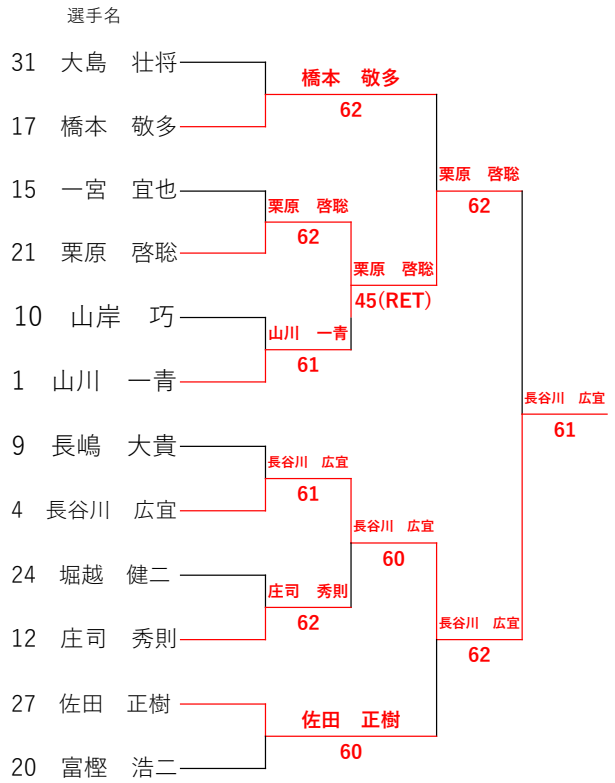 選手名
31 大島 壮将
橋本 敬多
62
17 橋本 敬多
15 一宮 宜也
栗原 啓聡
62
栗原 啓聡
62
21 栗原 啓聡
栗原 啓聡
45(RET)
10 山岸 巧
山川 一青
61
1 山川 一青
長谷川 広宜
61
9 長嶋 大貴
長谷川 広宜
61
4 長谷川 広宜
長谷川 広宜
60
24 堀越 健二
庄司 秀則
62
12 庄司 秀則
長谷川 広宜
62
27 佐田 正樹
佐田 正樹
60
20 富樫 浩二